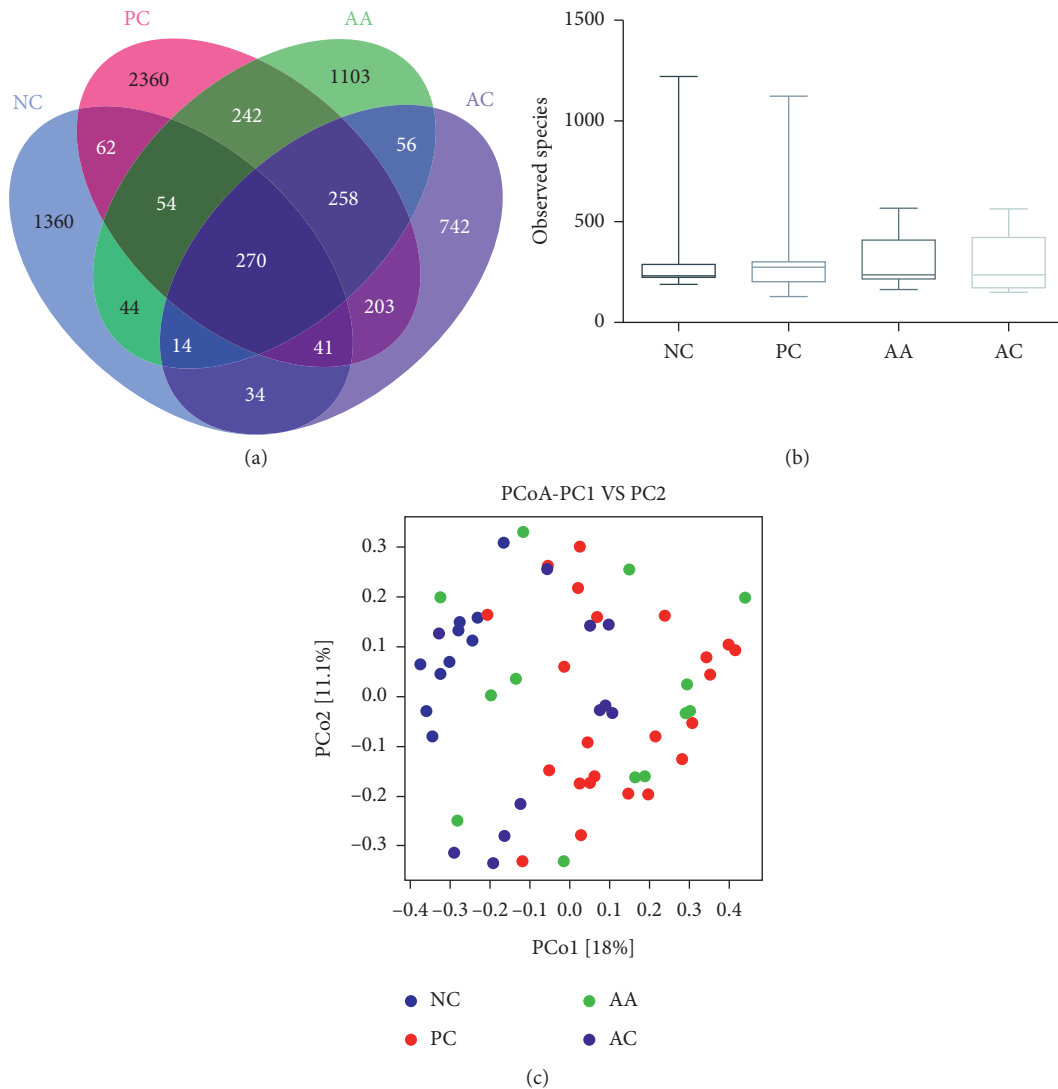 PC
AA
NC
AC
2360
1103
242
62
56
54
258
1360
742
270
44
203
14
41
34
(a)
1500
1000
500
0
Observed species
NC PC AA AC
(b)
PCoA-PC1 VS PC2
0.3
0.2
0.1
0.0
−0.1
−0.2
−0.3
PCo2 [11.1%]
−0.4 −0.3 −0.2 −0.1 0.0 0.1 0.2 0.3 0.4
PCo1 [18%]
NC AA
PC AC
(c)